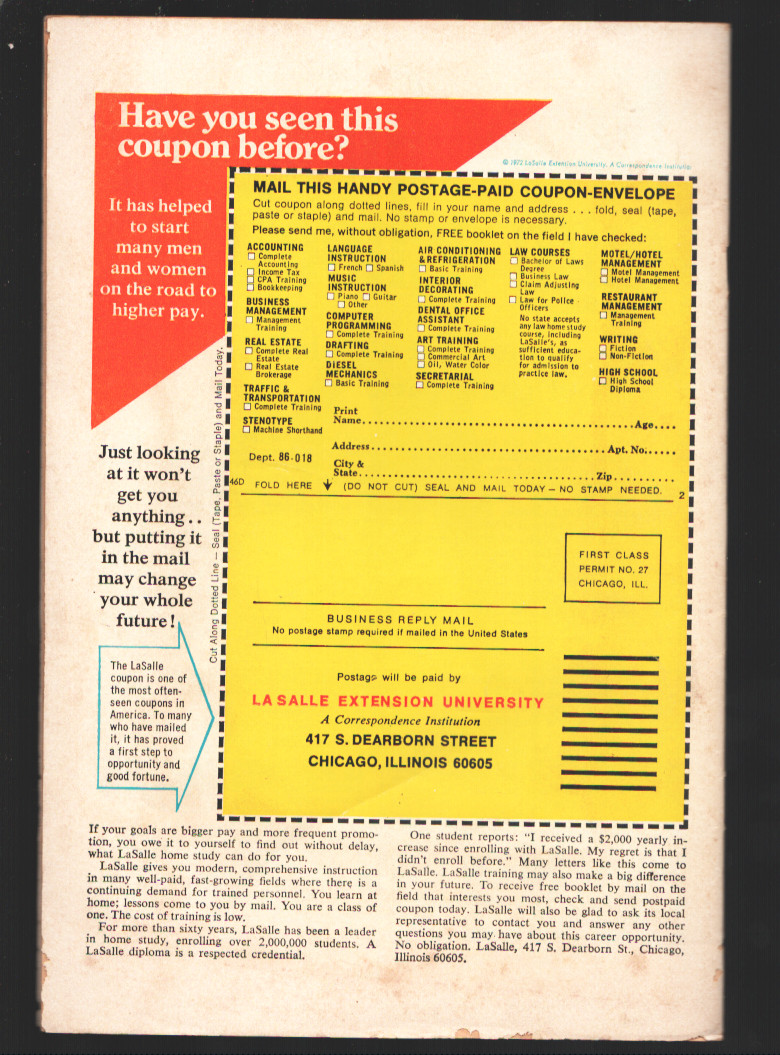 Have you seen this
coupon before?
© 1972 LaSalle Extension University, A Correspondence Institution
It has helped
to start
many men
and women
on the road to
higher pay.
Just looking
at it won't
get you
anything . .
but putting it
in the mail
may change
your whole
future!
The LaSalle
coupon is one of
the most often-
seen coupons in
America. To many
who have mailed
it, it has proved
a first step to
opportunity and
good fortune.
Cut Along Dotted Line — Seal (Tape, Paste or Staple) and Mail Today.
MAIL THIS HANDY POSTAGE-PAID COUPON-ENVELOPE
Cut coupon along dotted lines, fill in your name and address . . . fold, seal (tape,
paste or staple) and mail. No stamp or envelope is necessary.
Please send me, without obligation, FREE booklet on the field I have checked:
ACCOUNTING
☐ Complete
Accounting
☐ Income Tax
☐ CPA Training
☐ Bookkeeping
BUSINESS
MANAGEMENT
☐ Management
Training
REAL ESTATE
☐ Complete Real
Estate
☐ Real Estate
Brokerage
TRAFFIC &
TRANSPORTATION
☐ Complete Training
STENOTYPE
☐ Machine Shorthand
LANGUAGE
INSTRUCTION
☐ French ☐ Spanish
MUSIC
INSTRUCTION
☐ Piano ☐ Guitar
☐ Other
COMPUTER
PROGRAMMING
☐ Complete Training
DRAFTING
☐ Complete Training
DIESEL
MECHANICS
☐ Basic Training
AIR CONDITIONING
& REFRIGERATION
☐ Basic Training
INTERIOR
DECORATING
☐ Complete Training
DENTAL OFFICE
ASSISTANT
☐ Complete Training
ART TRAINING
☐ Complete Training
☐ Commercial Art
☐ Oil, Water Color
SECRETARIAL
☐ Complete Training
LAW COURSES
☐ Bachelor of Laws
Degree
☐ Business Law
☐ Claim Adjusting
Law
☐ Law for Police
Officers
No state accepts
any law home study
course, including
LaSalle's, as
sufficient educa-
tion to qualify
for admission to
practice law.
MOTEL/HOTEL
MANAGEMENT
☐ Motel Management
☐ Hotel Management
RESTAURANT
MANAGEMENT
☐ Management
Training
WRITING
☐ Fiction
☐ Non-Fiction
HIGH SCHOOL
☐ High School
Diploma
Print
Name........................................Age....
Address........................................Apt. No......
Dept. 86-018
City &
State........................................Zip..........
46D FOLD HERE ↓ (DO NOT CUT) SEAL AND MAIL TODAY – NO STAMP NEEDED. 2
FIRST CLASS
PERMIT NO. 27
CHICAGO, ILL.
BUSINESS REPLY MAIL
No postage stamp required if mailed in the United States
Postage will be paid by
LA SALLE EXTENSION UNIVERSITY
A Correspondence Institution
417 S. DEARBORN STREET
CHICAGO, ILLINOIS 60605
If your goals are bigger pay and more frequent promo-
tion, you owe it to yourself to find out without delay,
what LaSalle home study can do for you.
LaSalle gives you modern, comprehensive instruction
in many well-paid, fast-growing fields where there is a
continuing demand for trained personnel. You learn at
home; lessons come to you by mail. You are a class of
one. The cost of training is low.
For more than sixty years, LaSalle has been a leader
in home study, enrolling over 2,000,000 students. A
LaSalle diploma is a respected credential.
One student reports: "I received a $2,000 yearly in-
crease since enrolling with LaSalle. My regret is that I
didn't enroll before." Many letters like this come to
LaSalle. LaSalle training may also make a big difference
in your future. To receive free booklet by mail on the
field that interests you most, check and send postpaid
coupon today. LaSalle will also be glad to ask its local
representative to contact you and answer any other
questions you may have about this career opportunity.
No obligation. LaSalle, 417 S. Dearborn St., Chicago,
Illinois 60605.